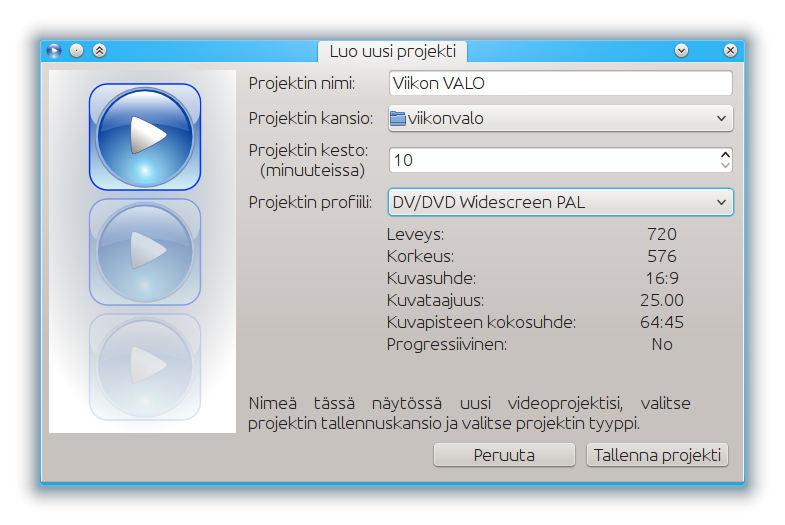 Luo uusi projekti
Projektin nimi: Viikon VALO
Projektin kansio: viikonvalo
Projektin kesto:
(minuuteissa) 10
Projektin profiili: DV/DVD Widescreen PAL
Leveys: 720
Korkeus: 576
Kuvasuhde: 16:9
Kuvataajuus: 25.00
Kuvapisteen kokosuhde: 64:45
Progressiivinen: No
Nimeä tässä näytössä uusi videoprojektisi, valitse
projektin tallennuskansio ja valitse projektin tyyppi.
Peruuta Tallenna projekti